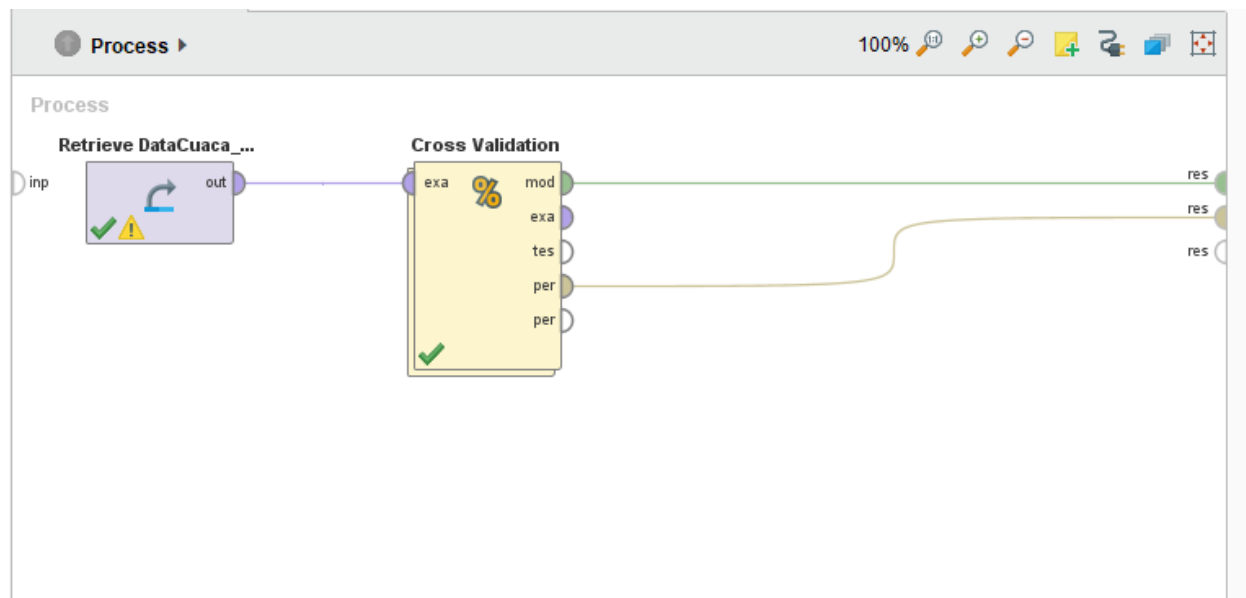 Process
100%
Process
Retrieve DataCuaca_...
Cross Validation
inp
out
exa
mod
exa
tes
per
per
res
res
res